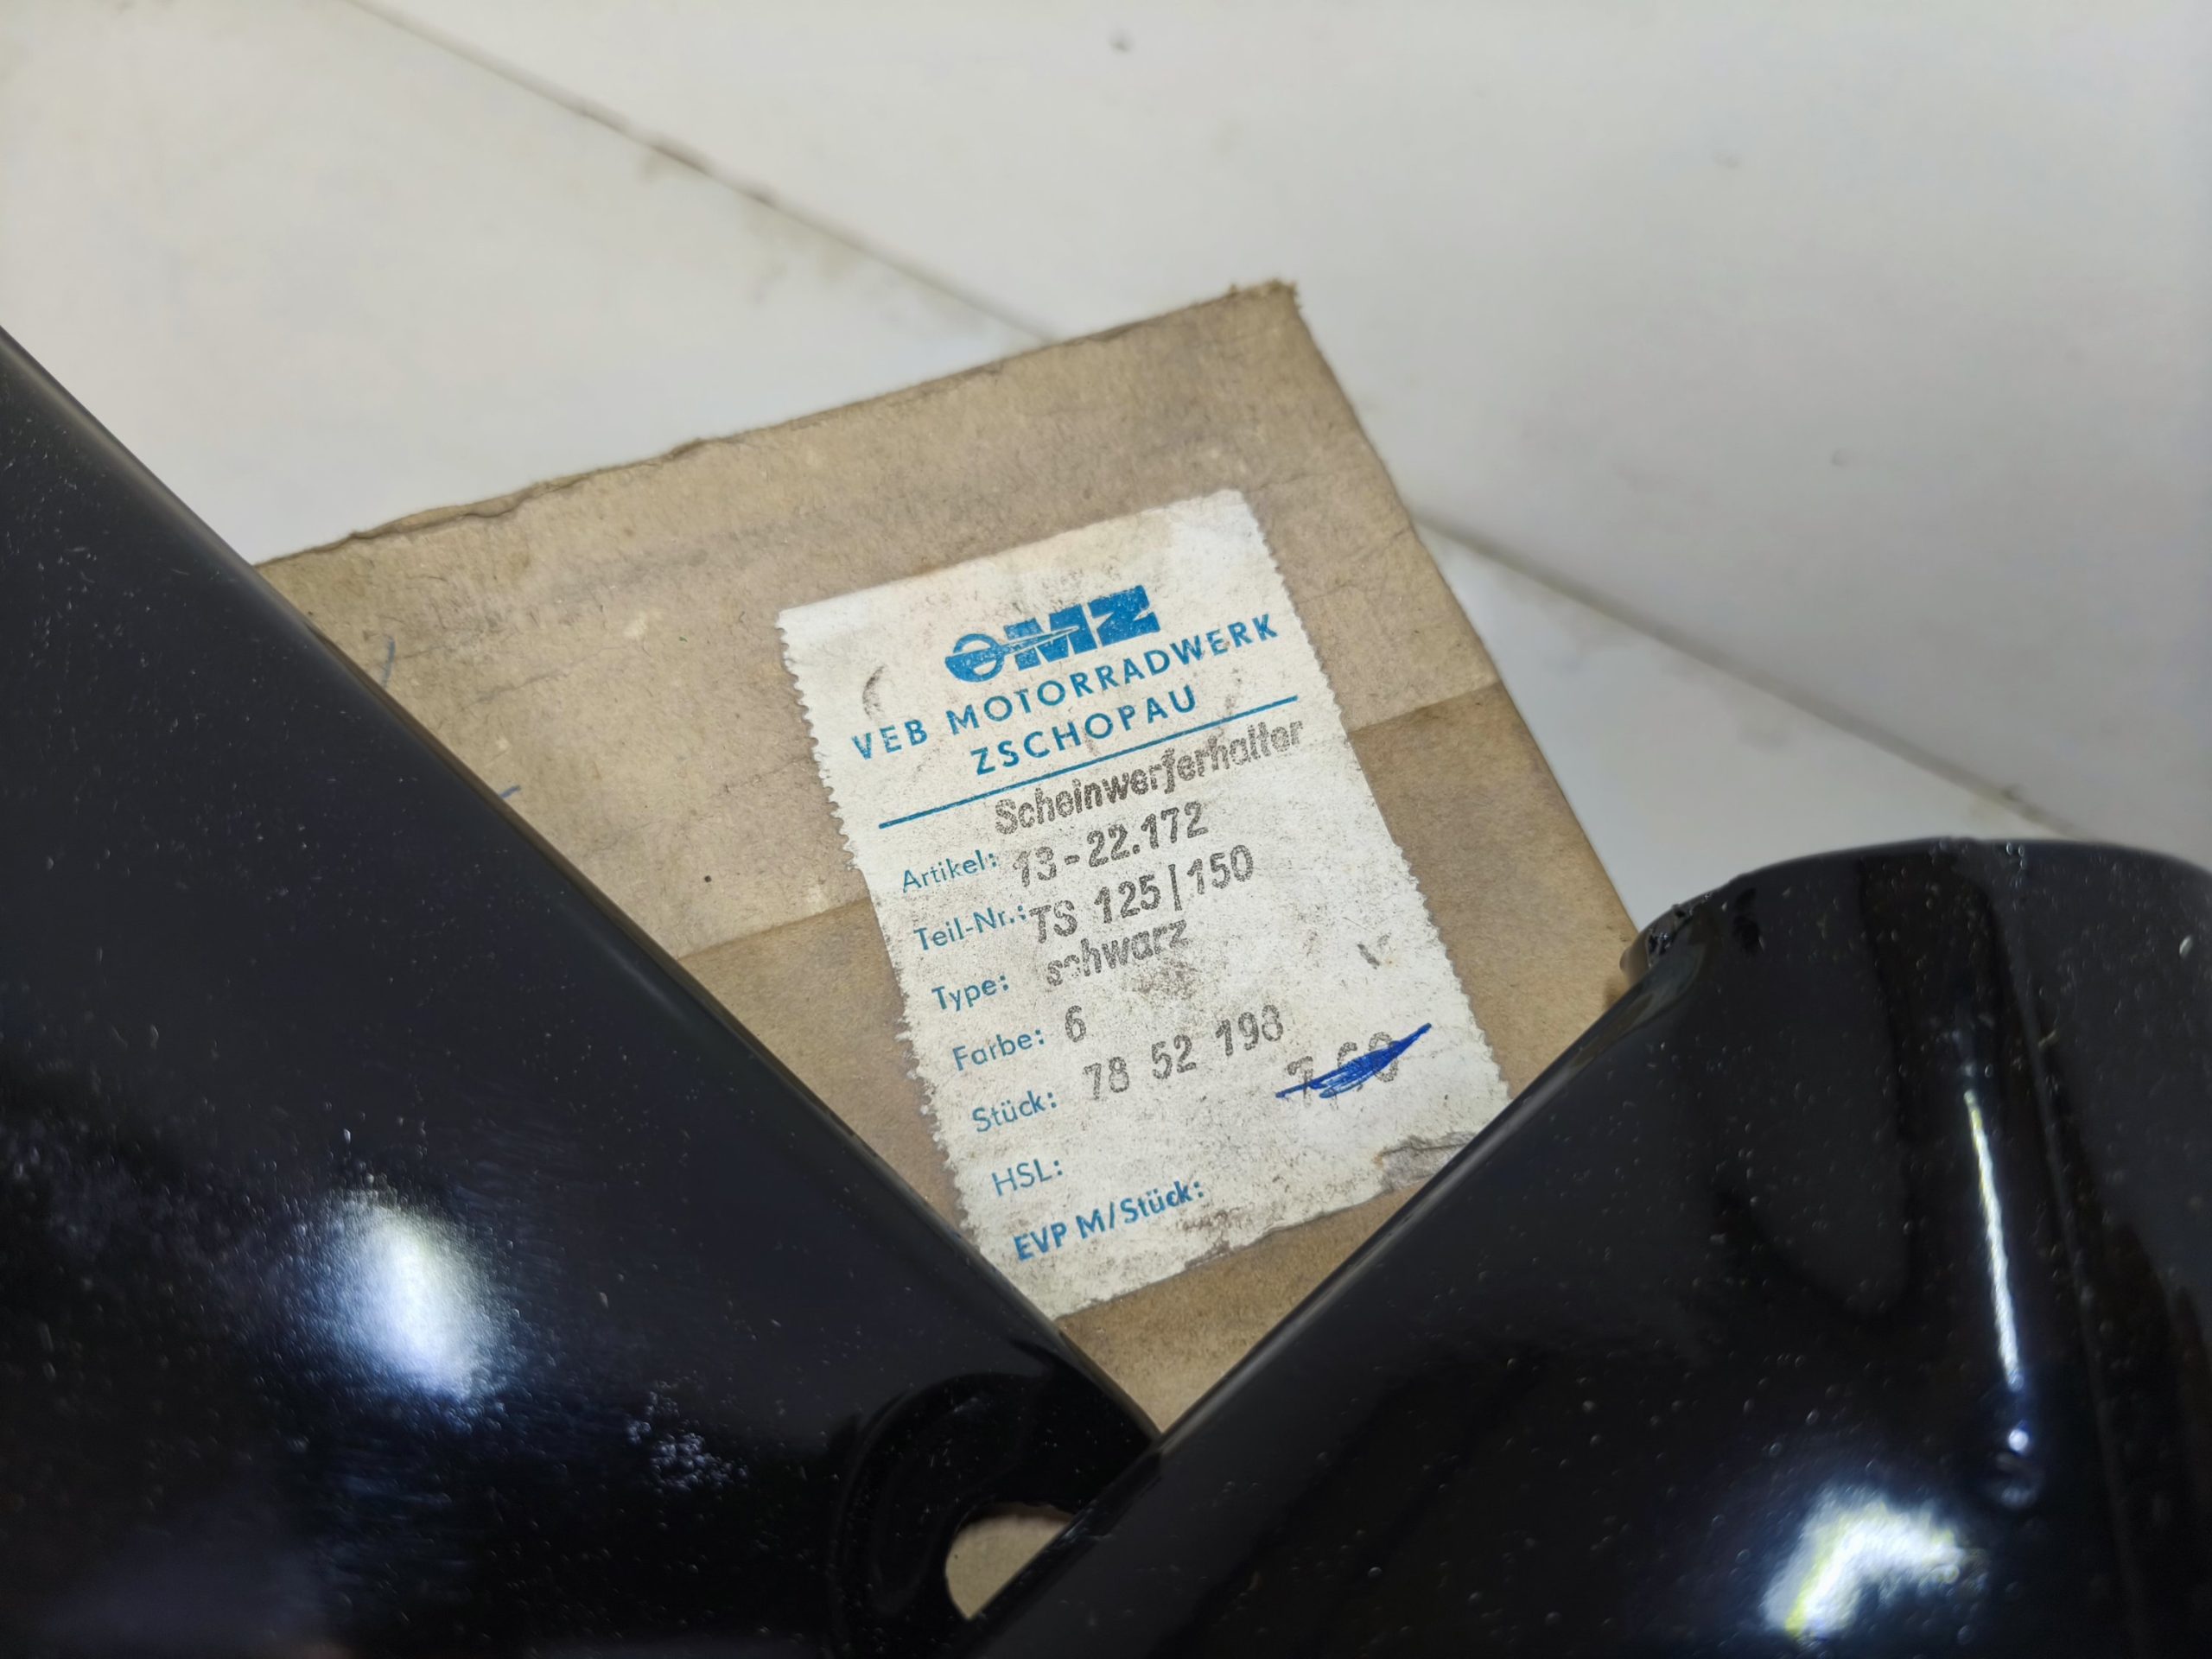 MZ
VEB MOTORRADWERK
ZSCHOPAU
Scheinwerferhalter
Artikel: 13-22.172
Teil-Nr.: TS 125/150
Type: schwarz
Farbe: 6
Stück: 78 52 198
HSL:
EVP M/Stück: